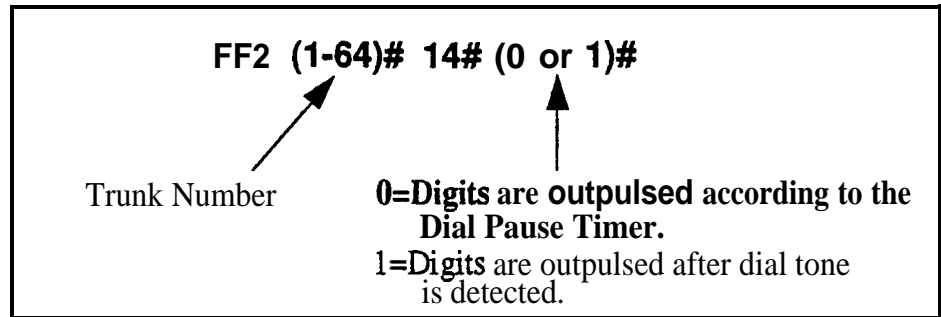 FF2 (1-64)# 14# (0 or 1)#
Trunk Number
0=Digits are outpulsed according to the
Dial Pause Timer.
1=Digits are outpulsed after dial tone
is detected.